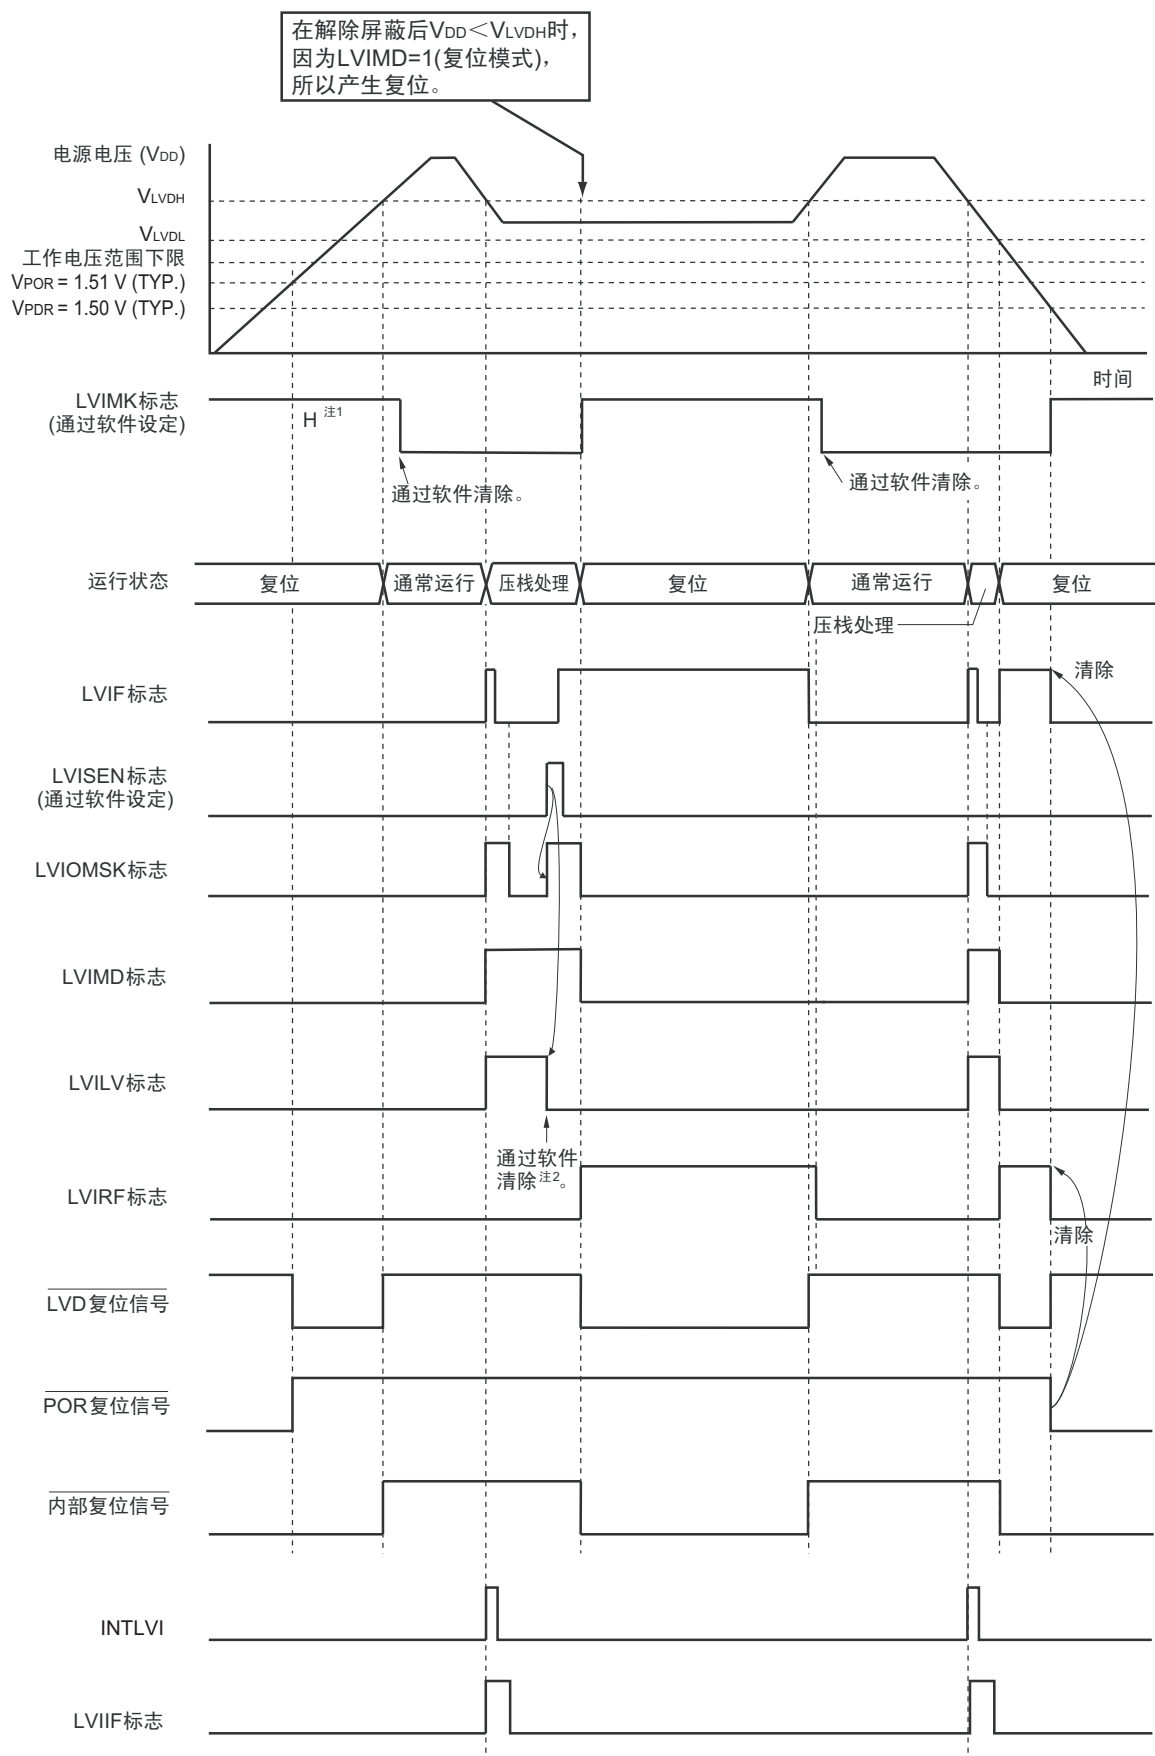 在解除屏蔽后VDD＜VLVDH时，
因为LVIMD=1(复位模式)，
所以产生复位。
电源电压 (VDD)
VLVDH
VLVDL
工作电压范围下限
VPOR = 1.51 V (TYP.)
VPDR = 1.50 V (TYP.)
时间
LVIMK标志
(通过软件设定)
H 注1
通过软件清除。
通过软件清除。
运行状态
复位
通常运行
压栈处理
复位
通常运行
复位
压栈处理
LVIF标志
清除
LVISEN标志
(通过软件设定)
LVIOMSK标志
LVIMD标志
LVILV标志
通过软件
清除注2。
LVIRF标志
清除
LVD复位信号
POR复位信号
内部复位信号
INTLVI
LVIIF标志